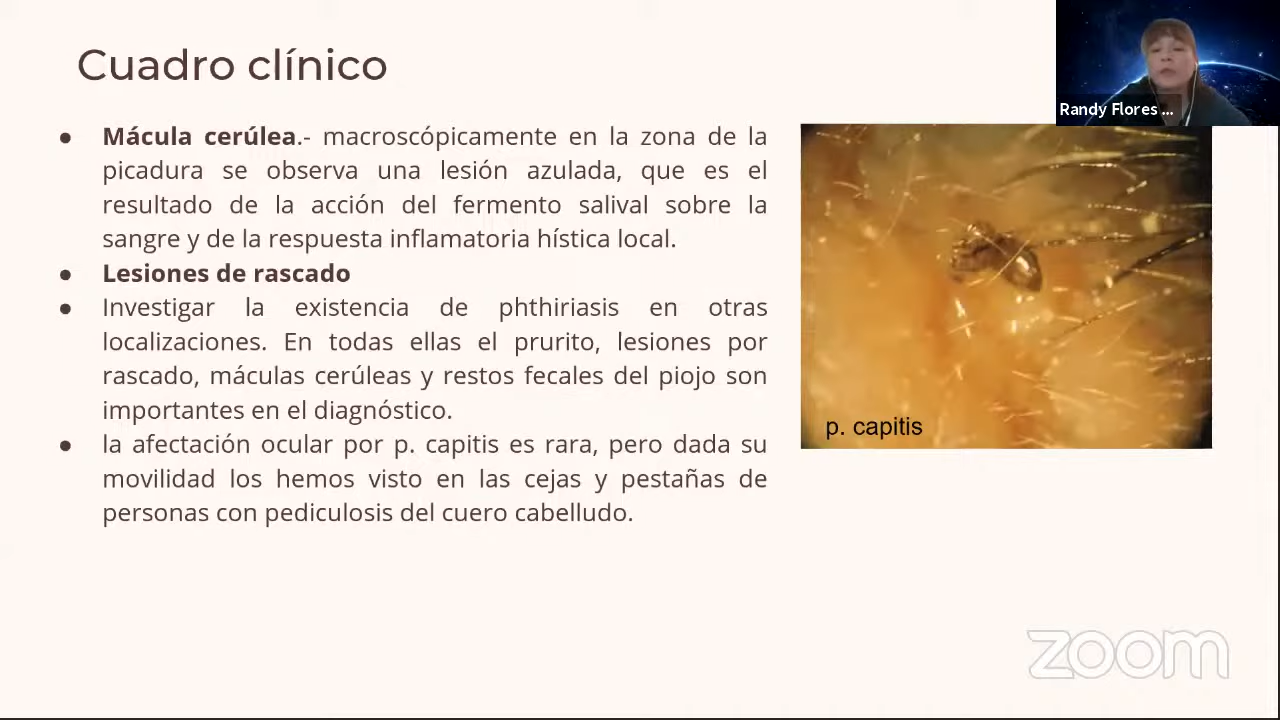 Cuadro clínico
Randy Flores ...
● Mácula cerúlea.- macroscópicamente en la zona de la
picadura se observa una lesión azulada, que es el
resultado de la acción del fermento salival sobre la
sangre y de la respuesta inflamatoria hística local.
● Lesiones de rascado
● Investigar la existencia de phthiriasis en otras
localizaciones. En todas ellas el prurito, lesiones por
rascado, máculas cerúleas y restos fecales del piojo son
importantes en el diagnóstico.
● la afectación ocular por p. capitis es rara, pero dada su
movilidad los hemos visto en las cejas y pestañas de
personas con pediculosis del cuero cabelludo.
p. capitis
zoom